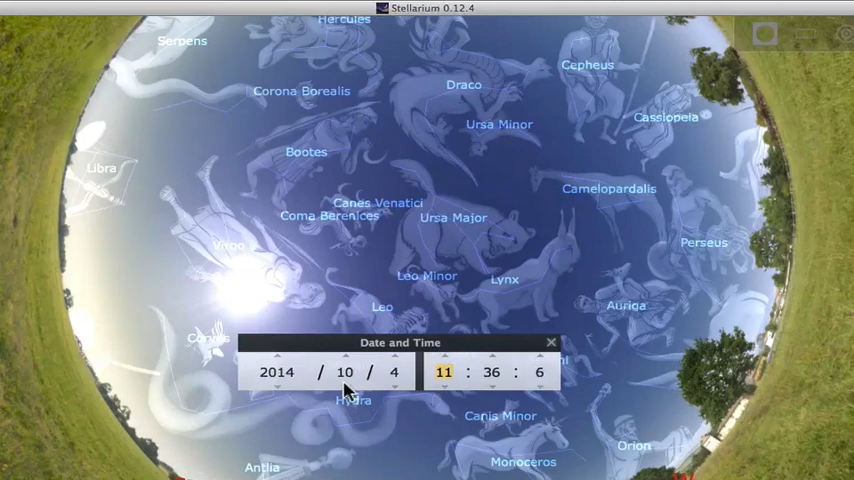 Stellarium 0.12.4
Hercules
Serpens
Cepheus
Draco
Corona Borealis
Cassiopeia
Ursa Minor
Bootes
Libra
Camelopardalis
Canes Venatici
Coma Berenices
Ursa Major
Perseus
Virgo
Leo Minor
Lynx
Leo
Auriga
Corvus
Date and Time
2014 / 10 / 4 11 : 36 : 6
Hydra
Canis Minor
Orion
Monoceros
Antlia